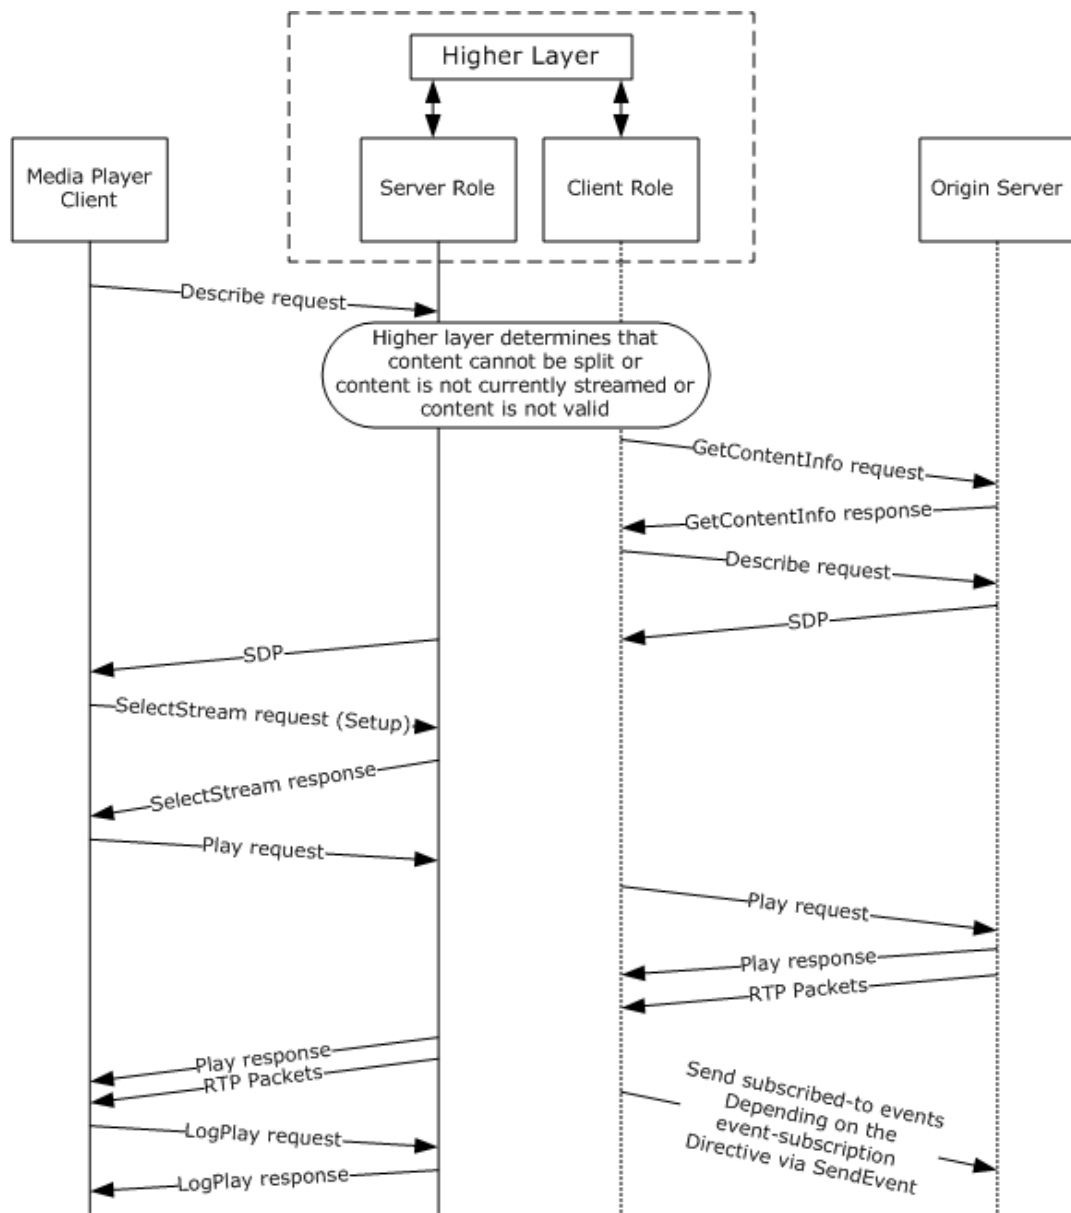 Higher Layer
Media Player
Client
Server Role
Client Role
Origin Server
Describe request
Higher layer determines that
content cannot be split or
content is not currently streamed or
content is not valid
GetContentInfo request
GetContentInfo response
Describe request
SDP
SDP
SelectStream request (Setup)
SelectStream response
Play request
Play request
Play response
RTP Packets
Play response
RTP Packets
Send subscribed-to events
Depending on the
event-subscription
Directive via SendEvent
LogPlay request
LogPlay response